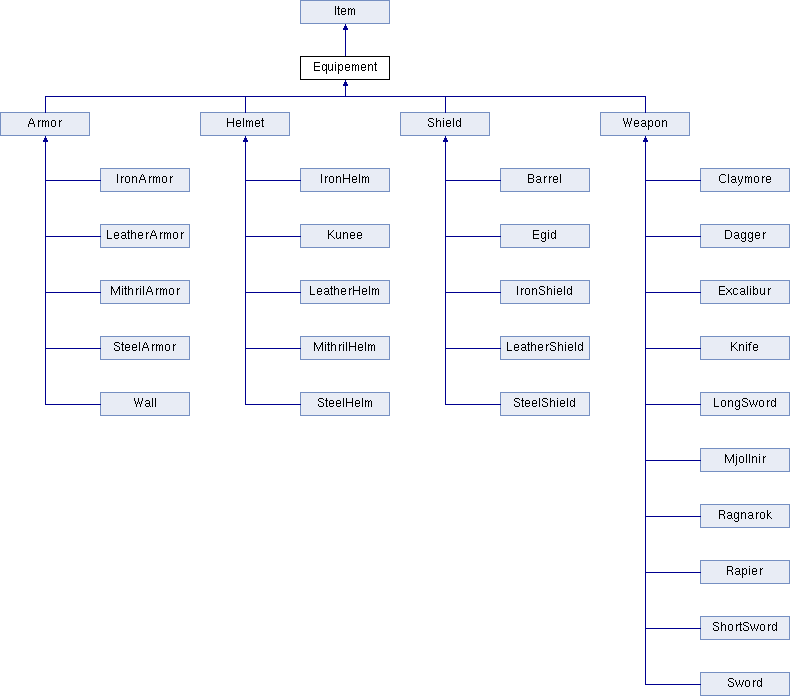 Item
Equipement
Armor Helmet Shield Weapon
IronArmor IronHelm Barrel Claymore
LeatherArmor Kunee Egid Dagger
MithrilArmor LeatherHelm IronShield Excalibur
SteelArmor MithrilHelm LeatherShield Knife
Wall SteelHelm SteelShield LongSword
Mjollnir
Ragnarok
Rapier
ShortSword
Sword